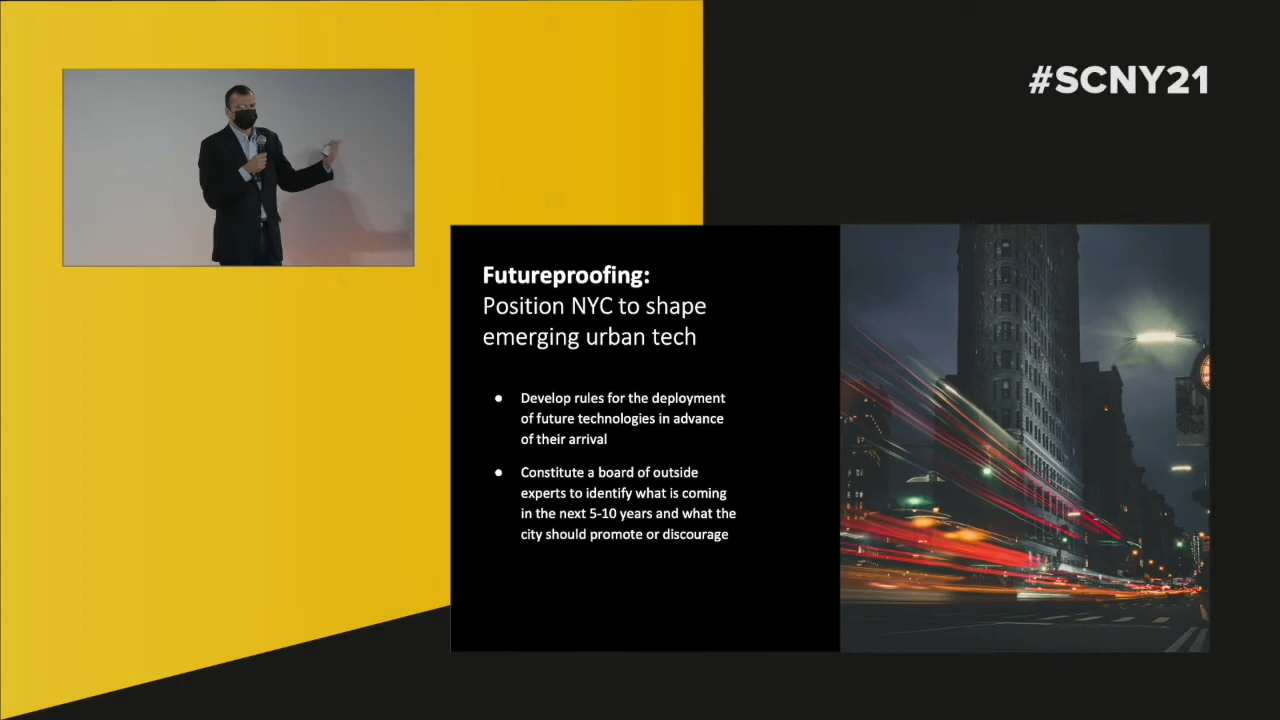 #SCNY21
Futureproofing:
Position NYC to shape
emerging urban tech
● Develop rules for the deployment
of future technologies in advance
of their arrival
● Constitute a board of outside
experts to identify what is coming
in the next 5-10 years and what the
city should promote or discourage